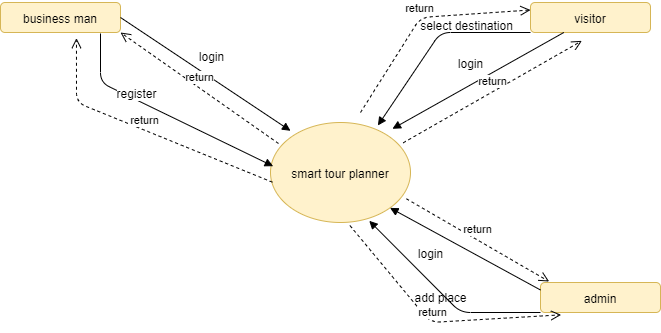 return
business man
visitor
select destination
login
login
return
return
register
return
smart tour planner
return
login
add place
admin
return